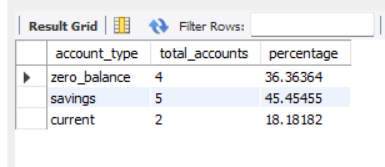 Result Grid Filter Rows:
account_type total_accounts percentage
zero_balance 4 36.36364
savings 5 45.45455
current 2 18.18182